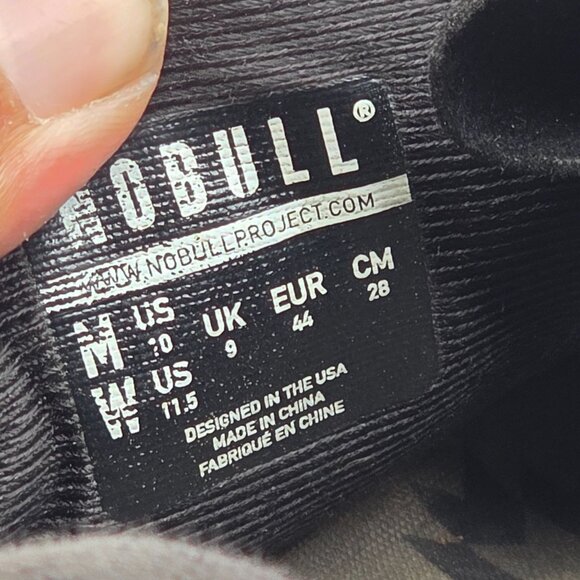 NOBULL®
WWW.NOBULLPROJECT.COM
M US 10 UK 9 EUR 44 CM 28
W US 11.5
DESIGNED IN THE USA
MADE IN CHINA
FABRIQUÉ EN CHINE